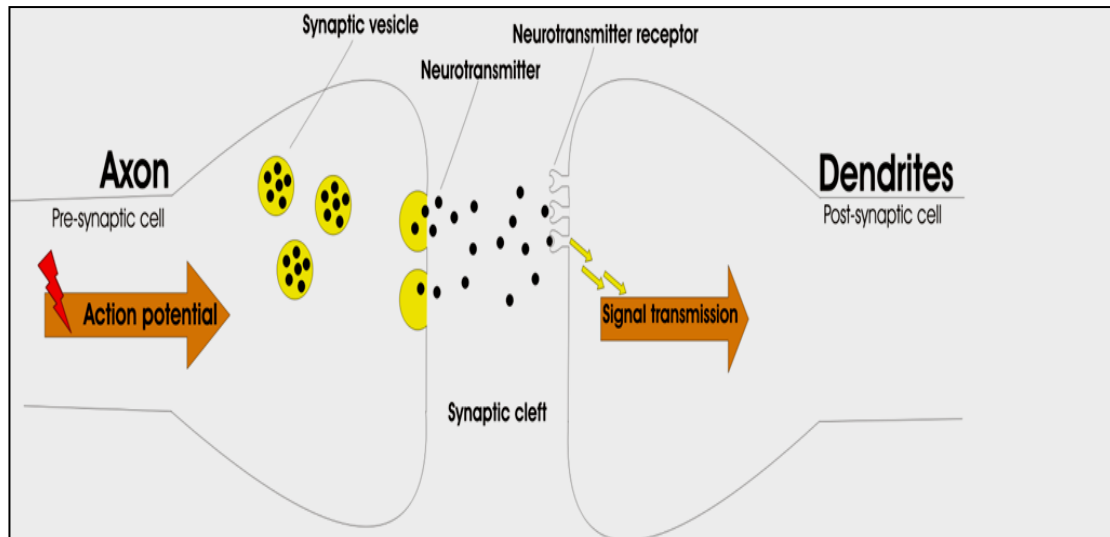 Synaptic vesicle
Neurotransmitter receptor
Neurotransmitter
Axon
Pre-synaptic cell
Dendrites
Post-synaptic cell
Action potential
Signal transmission
Synaptic cleft